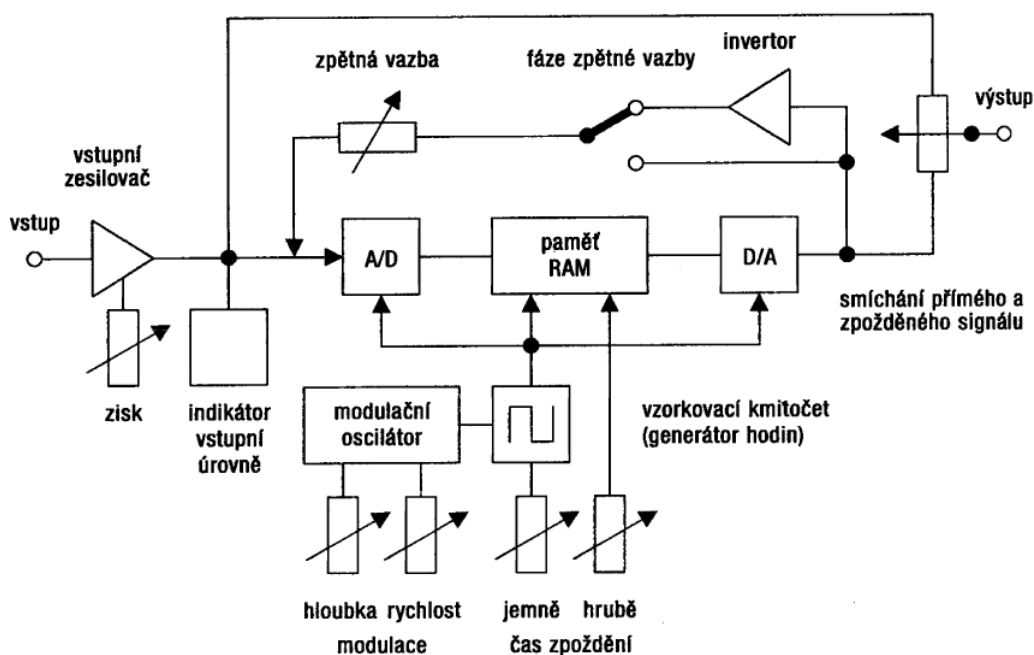 invertor
zpětná vazba
fáze zpětné vazby
výstup
vstupní
zesilovač
vstup
A/D
paměť
RAM
D/A
smíchání přímého a
zpožděného signálu
zisk
indikátor
vstupní
úrovně
modulační
oscilátor
vzorkovací kmitočet
(generátor hodin)
hloubka rychlost
modulace
jemně hrubě
čas zpoždění